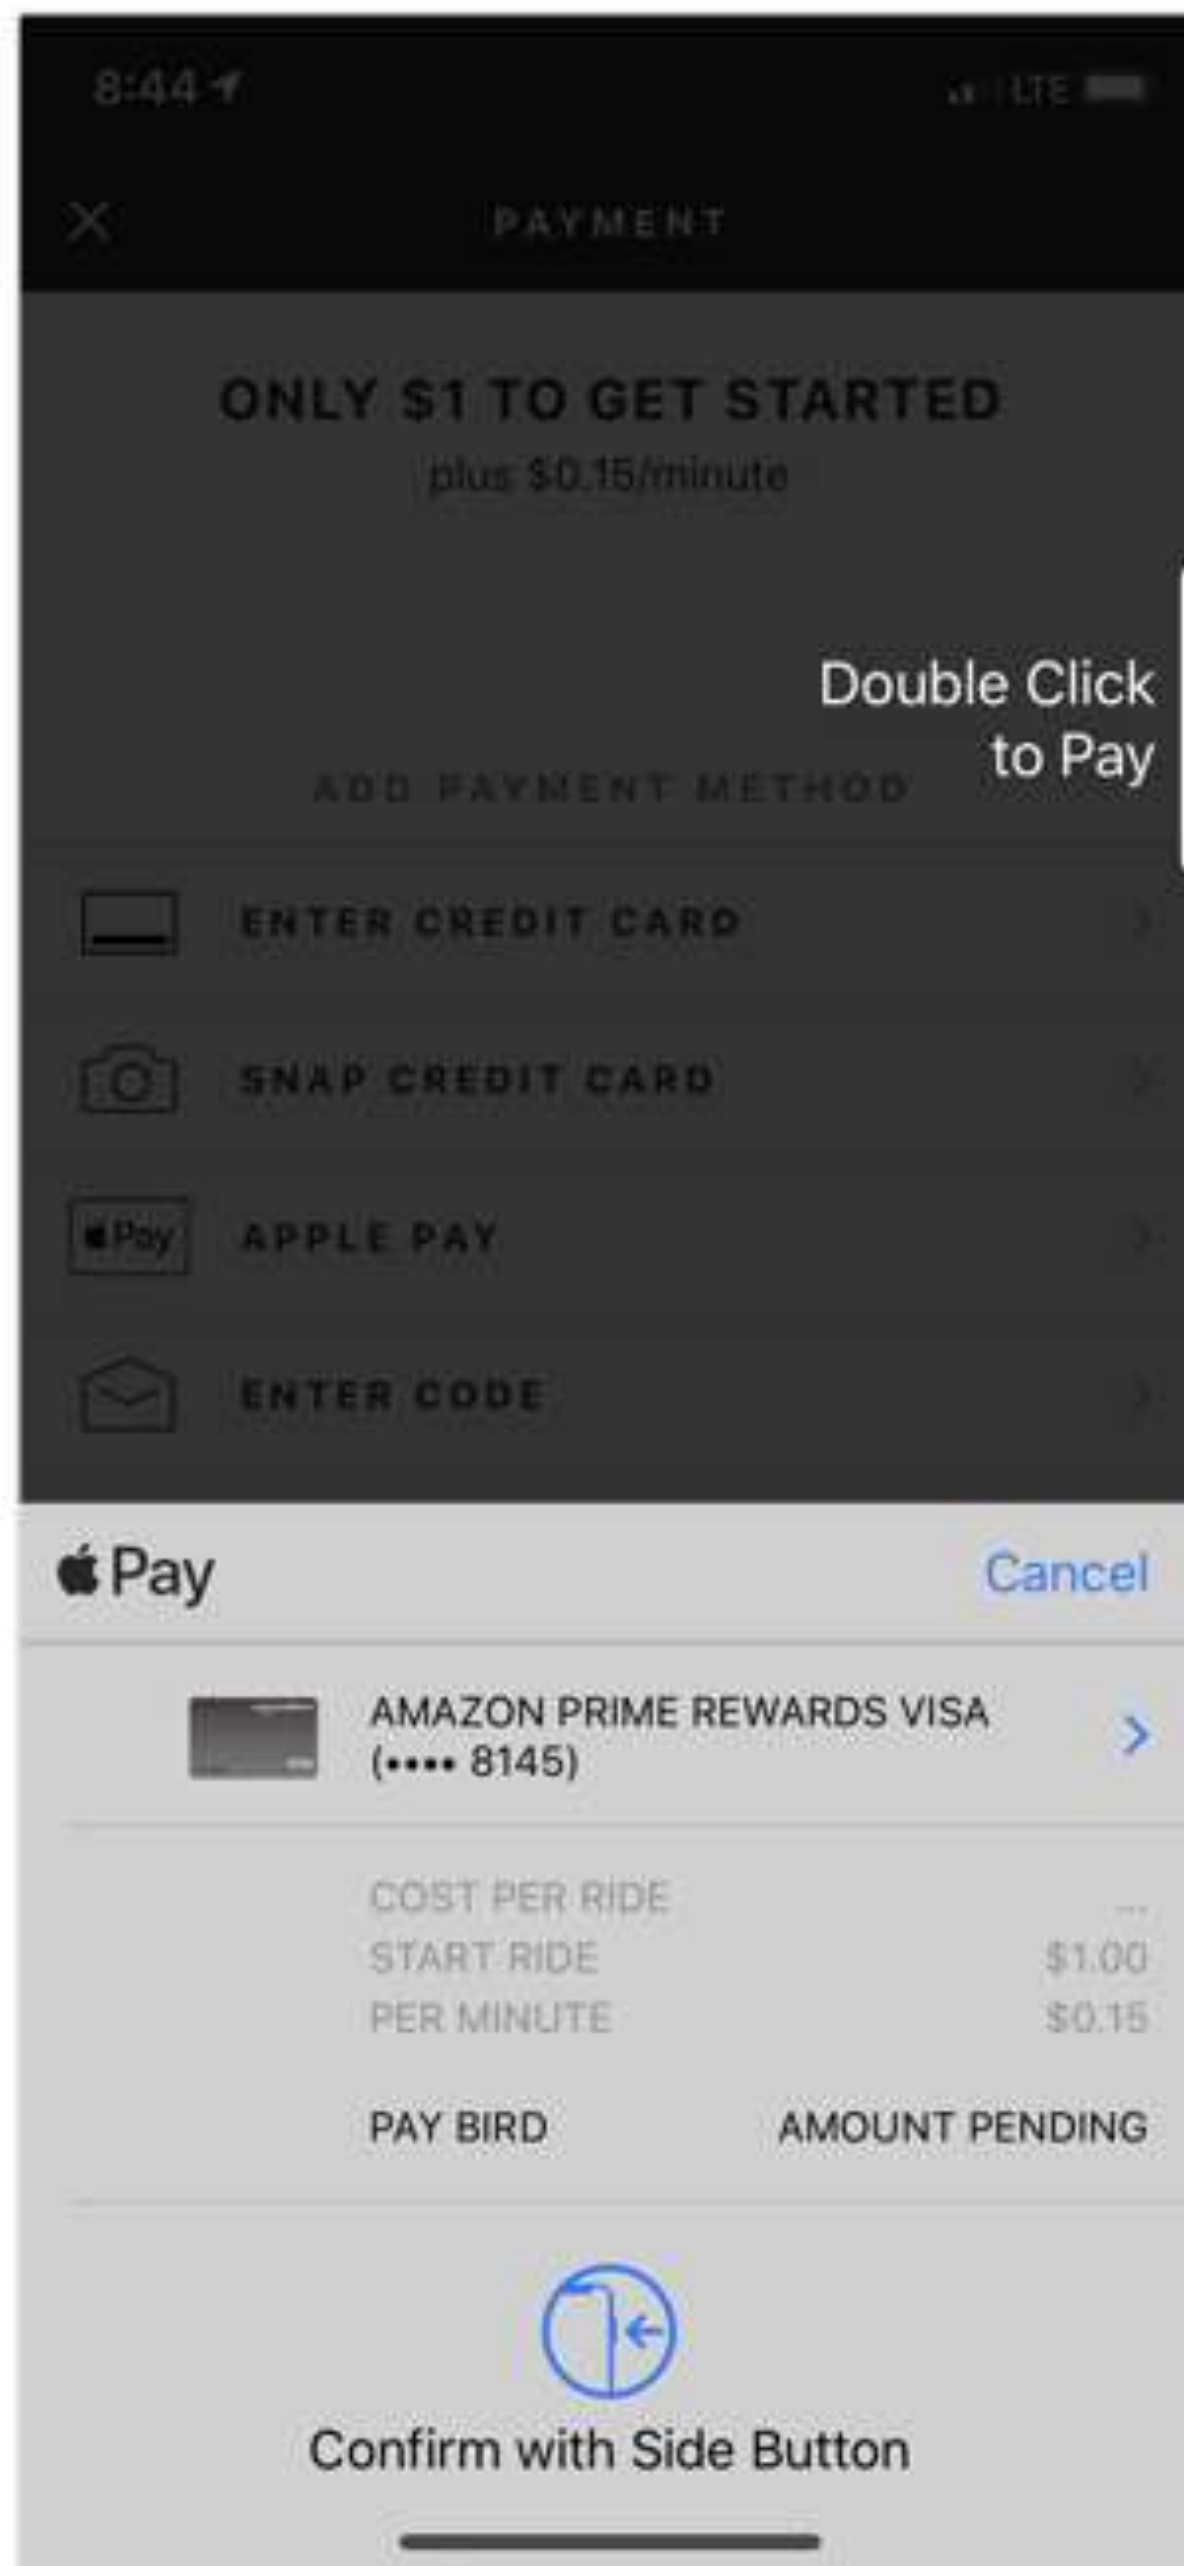 8:44
LTE
PAYMENT
ONLY $1 TO GET STARTED
plus $0.15/minute
Double Click
to Pay
ADD PAYMENT METHOD
ENTER CREDIT CARD
SNAP CREDIT CARD
Pay APPLE PAY
ENTER CODE
Pay Cancel
AMAZON PRIME REWARDS VISA
(•••• 8145)
COST PER RIDE ...
START RIDE $1.00
PER MINUTE $0.15
PAY BIRD AMOUNT PENDING
Confirm with Side Button